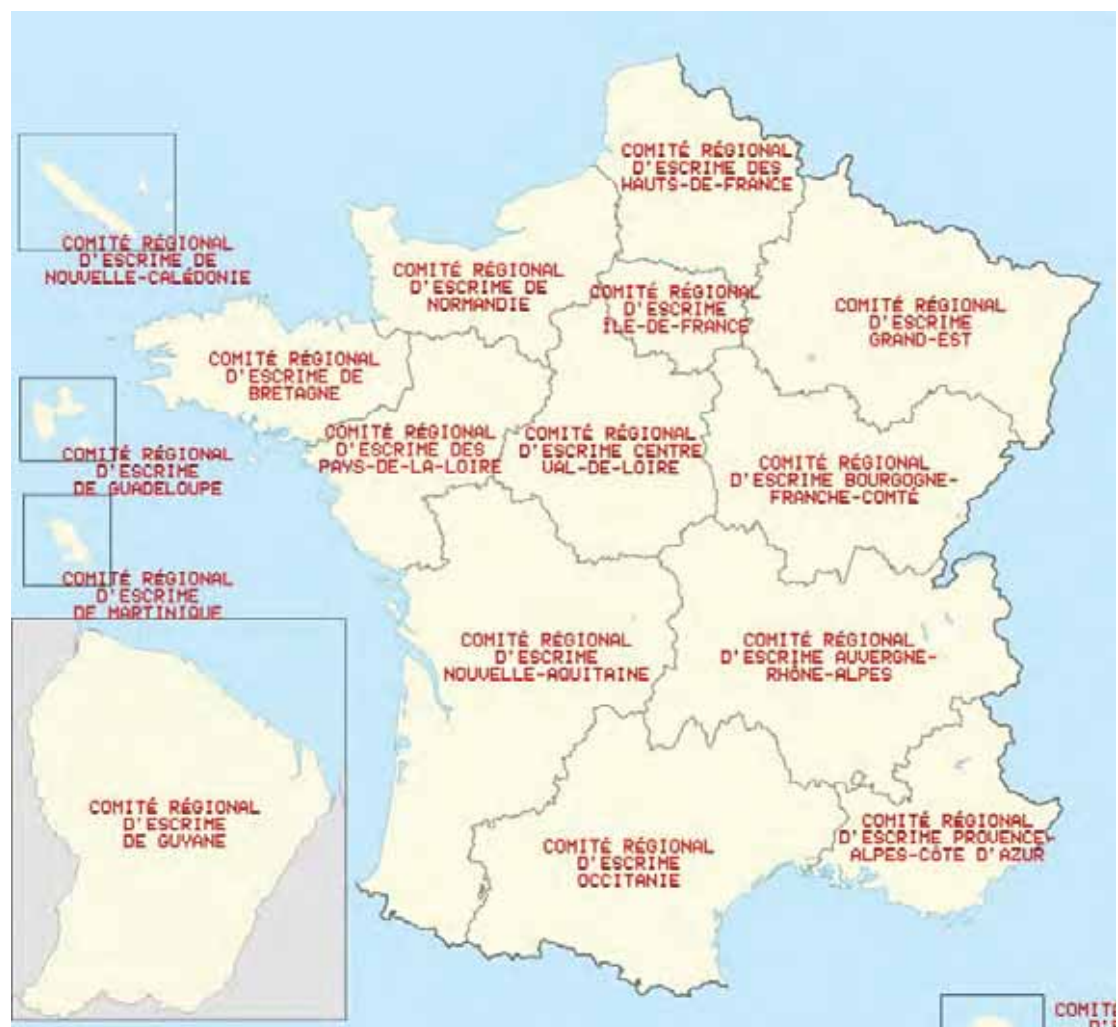 COMITÉ RÉGIONAL
D'ESCRIME DES
HAUTS-DE-FRANCE
COMITÉ RÉGIONAL
D'ESCRIME DE
NOUVELLE-CALÉDONIE
COMITÉ RÉGIONAL
D'ESCRIME DE
NORMANDIE
COMITÉ RÉGIONAL
D'ESCRIME
ÎLE-DE-FRANCE
COMITÉ RÉGIONAL
D'ESCRIME
GRAND-EST
COMITÉ RÉGIONAL
D'ESCRIME DE
BRETAGNE
COMITÉ RÉGIONAL
D'ESCRIME DES
PAYS-DE-LA-LOIRE
COMITÉ RÉGIONAL
D'ESCRIME CENTRE
VAL-DE-LOIRE
COMITÉ RÉGIONAL
D'ESCRIME BOURGOGNE-
FRANCHE-COMTÉ
COMITÉ RÉGIONAL
D'ESCRIME
DE GUADELOUPE
COMITÉ RÉGIONAL
D'ESCRIME
DE MARTINIQUE
COMITÉ RÉGIONAL
D'ESCRIME
NOUVELLE-AQUITAINE
COMITÉ RÉGIONAL
D'ESCRIME AUVERGNE-
RHÔNE-ALPES
COMITÉ RÉGIONAL
D'ESCRIME
DE GUYANE
COMITÉ RÉGIONAL
D'ESCRIME
OCCITANIE
COMITÉ RÉGIONAL
D'ESCRIME PROVENCE-
ALPES-CÔTE D'AZUR